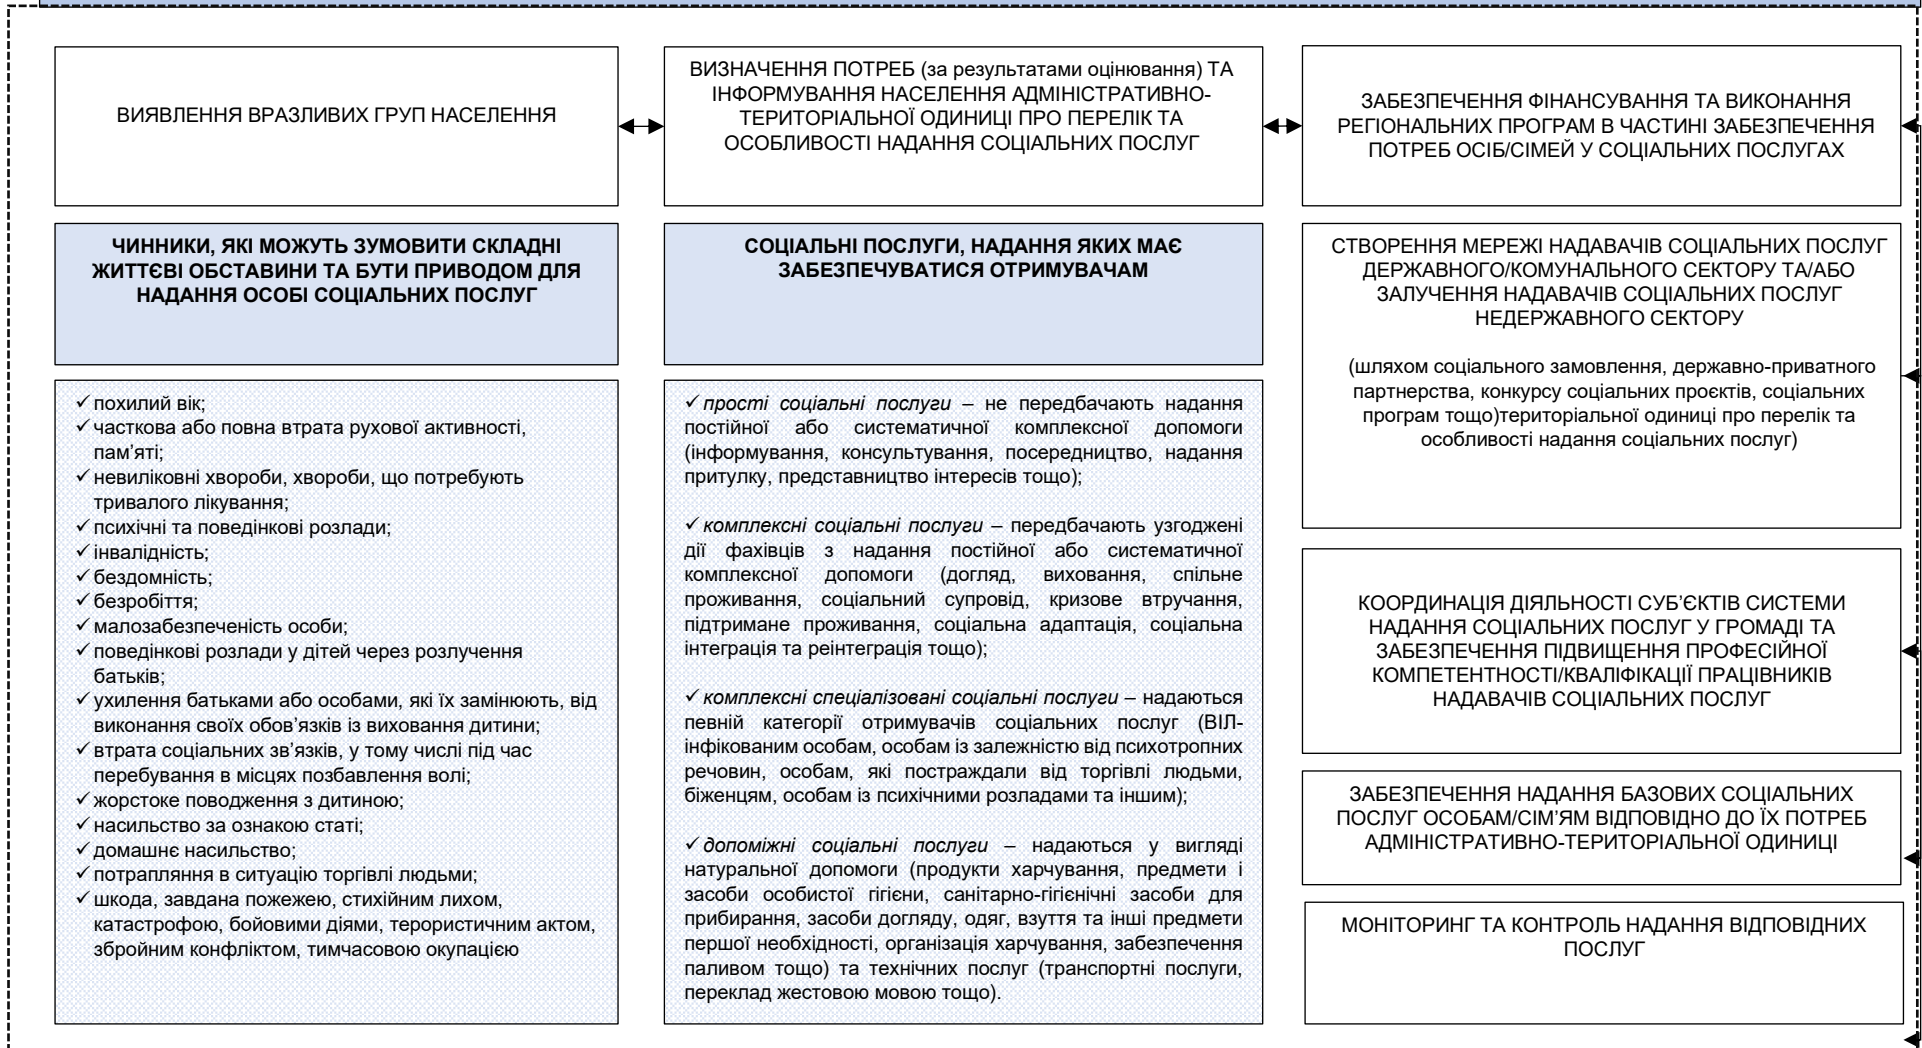 ВИЯВЛЕННЯ ВРАЗЛИВИХ ГРУП НАСЕЛЕННЯ
ВИЗНАЧЕННЯ ПОТРЕБ (за результатами оцінювання) ТА
ІНФОРМУВАННЯ НАСЕЛЕННЯ АДМІНІСТРАТИВНО-
ТЕРИТОРІАЛЬНОЇ ОДИНИЦІ ПРО ПЕРЕЛІК ТА
ОСОБЛИВОСТІ НАДАННЯ СОЦІАЛЬНИХ ПОСЛУГ
ЗАБЕЗПЕЧЕННЯ ФІНАНСУВАННЯ ТА ВИКОНАННЯ
РЕГІОНАЛЬНИХ ПРОГРАМ В ЧАСТИНІ ЗАБЕЗПЕЧЕННЯ
ПОТРЕБ ОСІБ/СІМЕЙ У СОЦІАЛЬНИХ ПОСЛУГАХ
ЧИННИКИ, ЯКІ МОЖУТЬ ЗУМОВИТИ СКЛАДНІ
ЖИТТЄВІ ОБСТАВИНИ ТА БУТИ ПРИВОДОМ ДЛЯ
НАДАННЯ ОСОБІ СОЦІАЛЬНИХ ПОСЛУГ
✓ похилий вік;
✓ часткова або повна втрата рухової активності,
пам’яті;
✓ невиліковні хвороби, хвороби, що потребують
тривалого лікування;
✓ психічні та поведінкові розлади;
✓ інвалідність;
✓ бездомність;
✓ безробіття;
✓ малозабезпеченість особи;
✓ поведінкові розлади у дітей через розлучення
батьків;
✓ ухилення батьками або особами, які їх замінюють, від
виконання своїх обов’язків із виховання дитини;
✓ втрата соціальних зв’язків, у тому числі під час
перебування в місцях позбавлення волі;
✓ жорстоке поводження з дитиною;
✓ насильство за ознакою статі;
✓ домашнє насильство;
✓ потрапляння в ситуацію торгівлі людьми;
✓ шкода, завдана пожежею, стихійним лихом,
катастрофою, бойовими діями, терористичним актом,
збройним конфліктом, тимчасовою окупацією
СОЦІАЛЬНІ ПОСЛУГИ, НАДАННЯ ЯКИХ МАЄ
ЗАБЕЗПЕЧУВАТИСЯ ОТРИМУВАЧАМ
✓ прості соціальні послуги – не передбачають надання
постійної або систематичної комплексної допомоги
(інформування, консультування, посередництво, надання
притулку, представництво інтересів тощо);
✓ комплексні соціальні послуги – передбачають узгоджені
дії фахівців з надання постійної або систематичної
комплексної допомоги (догляд, виховання, спільне
проживання, соціальний супровід, кризове втручання,
підтримане проживання, соціальна адаптація, соціальна
інтеграція та реінтеграція тощо);
✓ комплексні спеціалізовані соціальні послуги – надаються
певній категорії отримувачів соціальних послуг (ВІЛ-
інфікованим особам, особам із залежністю від психотропних
речовин, особам, які постраждали від торгівлі людьми,
біженцям, особам із психічними розладами та іншим);
✓ допоміжні соціальні послуги – надаються у вигляді
натуральної допомоги (продукти харчування, предмети і
засоби особистої гігієни, санітарно-гігієнічні засоби для
прибирання, засоби догляду, одяг, взуття та інші предмети
першої необхідності, організація харчування, забезпечення
паливом тощо) та технічних послуг (транспортні послуги,
переклад жестовою мовою тощо).
СТВОРЕННЯ МЕРЕЖІ НАДАВАЧІВ СОЦІАЛЬНИХ ПОСЛУГ
ДЕРЖАВНОГО/КОМУНАЛЬНОГО СЕКТОРУ ТА/АБО
ЗАЛУЧЕННЯ НАДАВАЧІВ СОЦІАЛЬНИХ ПОСЛУГ
НЕДЕРЖАВНОГО СЕКТОРУ
(шляхом соціального замовлення, державно-приватного
партнерства, конкурсу соціальних проєктів, соціальних
програм тощо)територіальної одиниці про перелік та
особливості надання соціальних послуг)
КООРДИНАЦІЯ ДІЯЛЬНОСТІ СУБ’ЄКТІВ СИСТЕМИ
НАДАННЯ СОЦІАЛЬНИХ ПОСЛУГ У ГРОМАДІ ТА
ЗАБЕЗПЕЧЕННЯ ПІДВИЩЕННЯ ПРОФЕСІЙНОЇ
КОМПЕТЕНТНОСТІ/КВАЛІФІКАЦІЇ ПРАЦІВНИКІВ
НАДАВАЧІВ СОЦІАЛЬНИХ ПОСЛУГ
ЗАБЕЗПЕЧЕННЯ НАДАННЯ БАЗОВИХ СОЦІАЛЬНИХ
ПОСЛУГ ОСОБАМ/СІМ’ЯМ ВІДПОВІДНО ДО ЇХ ПОТРЕБ
АДМІНІСТРАТИВНО-ТЕРИТОРІАЛЬНОЇ ОДИНИЦІ
МОНІТОРИНГ ТА КОНТРОЛЬ НАДАННЯ ВІДПОВІДНИХ
ПОСЛУГ